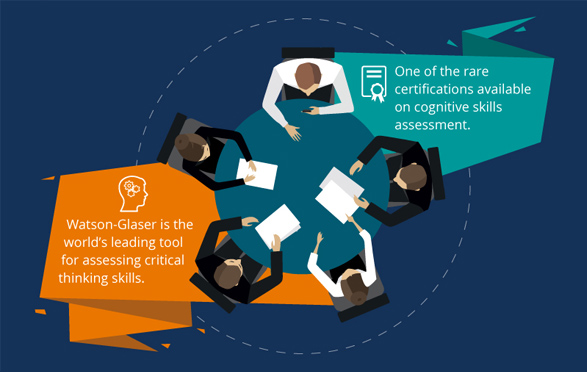 One of the rare
certifications available
on cognitive skills
assessment.
Watson-Glaser is the
world's leading tool
for assessing critical
thinking skills.